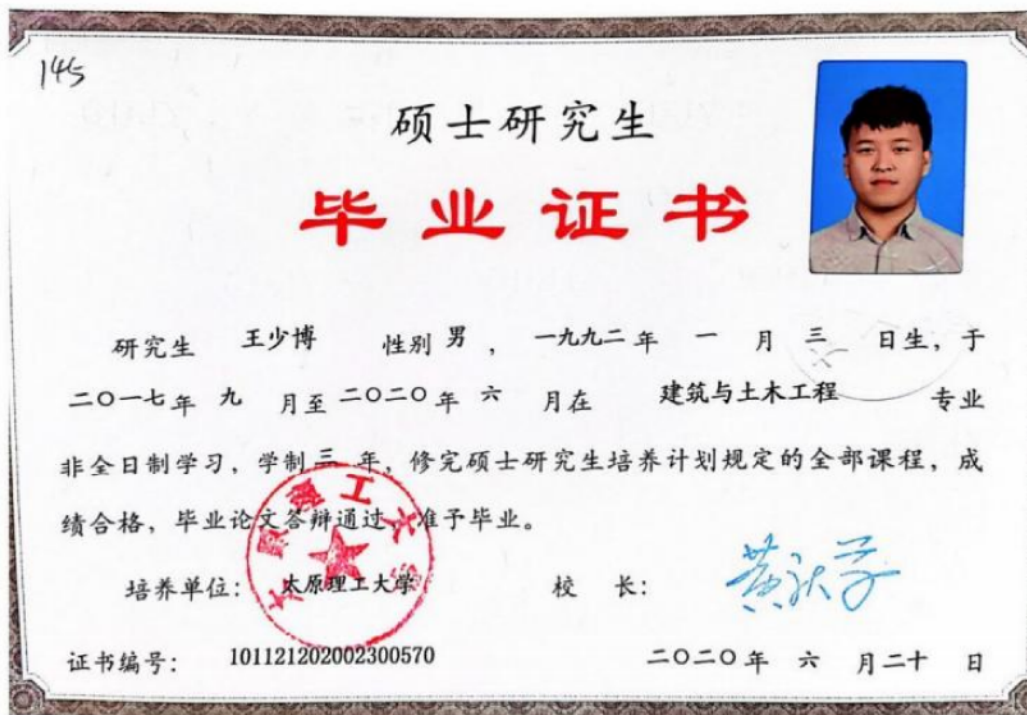 145
硕士研究生
毕业证书
研究生 王少博 性别 男 , 一九九二 年 一 月 三 日生, 于
二〇一七年 九 月至 二〇二〇年 六 月在 建筑与土木工程 专业
非全日制学习, 学制 三 年, 修完硕士研究生培养计划规定的全部课程, 成
绩合格, 毕业论文答辩通过, 准予毕业。
太原理工大学
培养单位: 太原理工大学 校 长:
证书编号: 101121202002300570 二〇二〇年 六 月二十 日